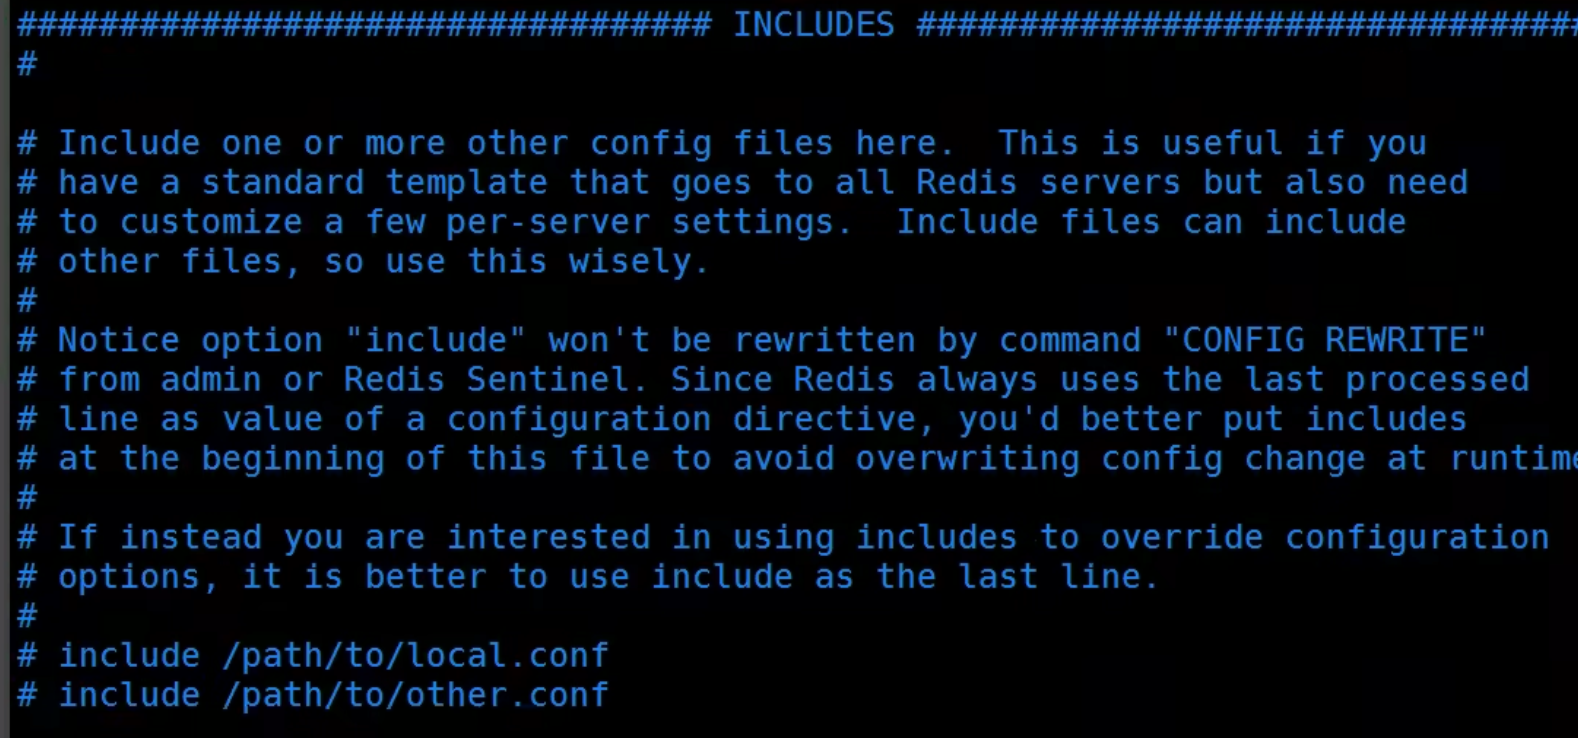 ################################## INCLUDES #################################
#

# Include one or more other config files here.  This is useful if you
# have a standard template that goes to all Redis servers but also need
# to customize a few per-server settings.  Include files can include
# other files, so use this wisely.
#
# Notice option "include" won't be rewritten by command "CONFIG REWRITE"
# from admin or Redis Sentinel. Since Redis always uses the last processed
# line as value of a configuration directive, you'd better put includes
# at the beginning of this file to avoid overwriting config change at runtime
#
# If instead you are interested in using includes to override configuration
# options, it is better to use include as the last line.
#
# include /path/to/local.conf
# include /path/to/other.conf